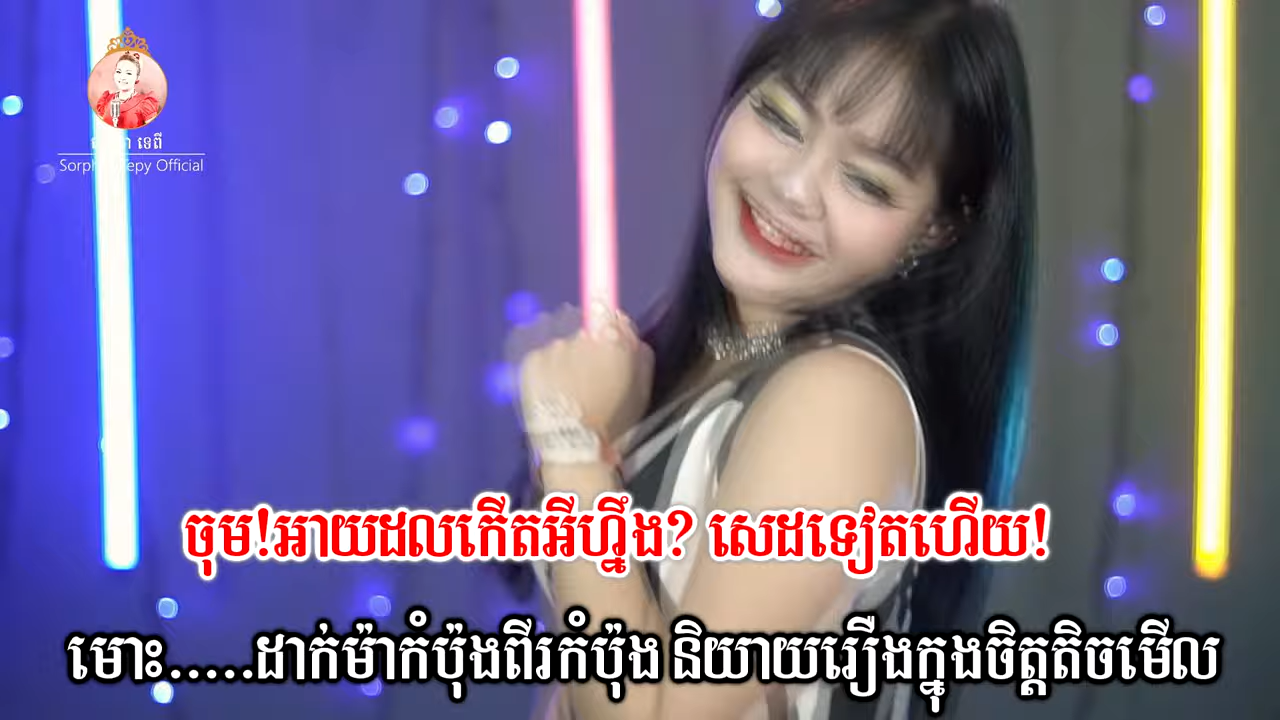 ទេពី
Official
ចុម!អាយដលកើតអីហ្នឹង? សេដទៀតហើយ!
មោះ.....ដាក់ម៉ាកំប៉ុងពីរកំប៉ុង និយាយរឿងក្នុងចិត្តតិចមើល